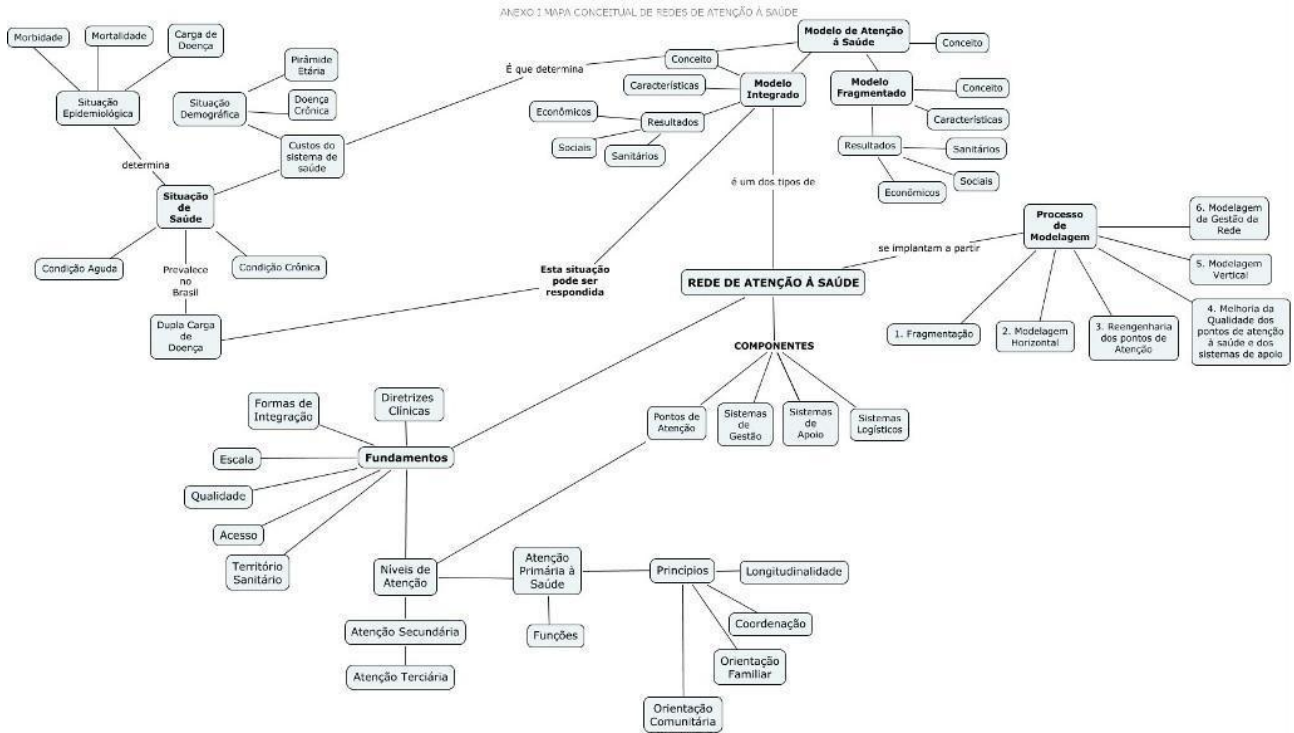 ANEXO I MAPA CONCEITUAL DE REDES DE ATENÇÃO À SAÚDE
Morbidade
Mortalidade
Carga de
Doença
Situação
Epidemiológica
determina
Pirâmide
Etária
Situação
Demográfica
Doença
Crônica
Custos do
sistema de
saúde
É que determina
Situação
de
Saúde
Condição Aguda
Prevalece
no
Brasil
Condição Crônica
Dupla Carga
de
Doença
Esta situação
pode ser
respondida
Modelo de Atenção
á Saúde
Conceito
Conceito
Características
Modelo
Integrado
Econômicos
Resultados
Sociais
Sanitários
Modelo
Fragmentado
Conceito
Características
Resultados
Sanitários
Sociais
Econômicos
é um dos tipos de
REDE DE ATENÇÃO À SAÚDE
se implantam a partir
Processo
de
Modelagem
6. Modelagem
da Gestão da
Rede
5. Modelagem
Vertical
1. Fragmentação
2. Modelagem
Horizontal
3. Reengenharia
dos pontos de
Atenção
4. Melhoria da
Qualidade dos
pontos de atenção
à saúde e dos
sistemas de apoio
COMPONENTES
Pontos de
Atenção
Sistemas
de
Gestão
Sistemas
de
Apoio
Sistemas
Logísticos
Formas de
Integração
Diretrizes
Clínicas
Fundamentos
Escala
Qualidade
Acesso
Território
Sanitário
Níveis de
Atenção
Atenção
Primária à
Saúde
Princípios
Longitudinalidade
Coordenação
Orientação
Familiar
Orientação
Comunitária
Funções
Atenção Secundária
Atenção Terciária